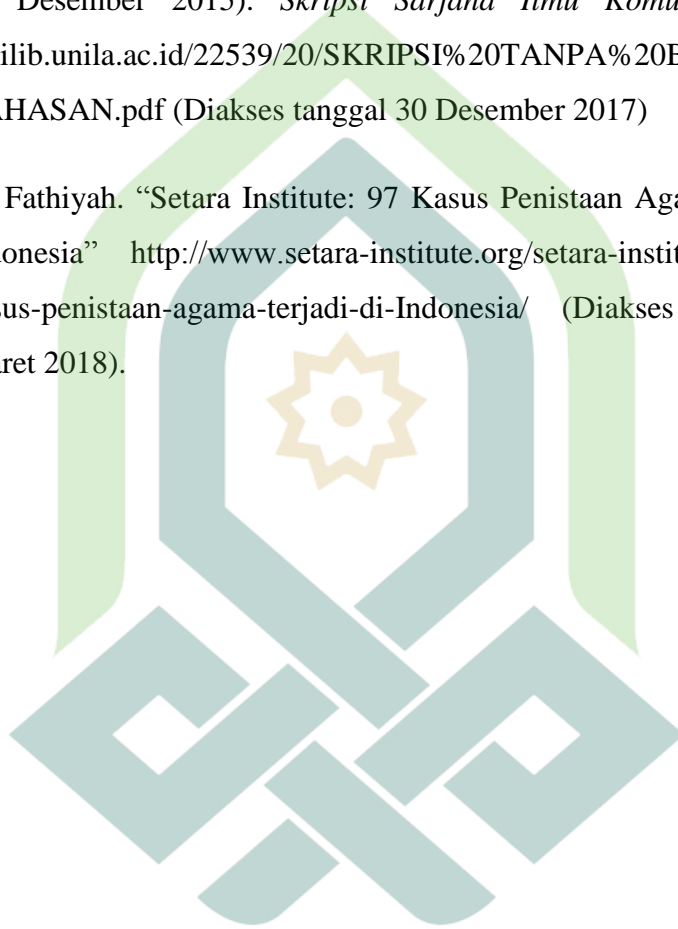 Desember 2015). Skripsi Sarjana Ilmu Komu
ilib.unila.ac.id/22539/20/SKRIPSI%20TANPA%20B
AHASAN.pdf (Diakses tanggal 30 Desember 2017)
Fathiyah. “Setara Institute: 97 Kasus Penistaan Aga
donesia” http://www.setara-institute.org/setara-instit
sus-penistaan-agama-terjadi-di-Indonesia/ (Diakses
aret 2018).